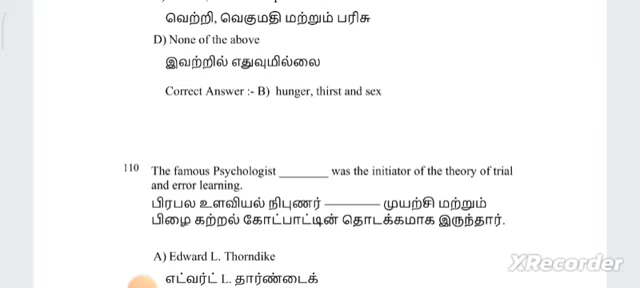 வெற்றி, வெகுமதி மற்றும் பரிசு
D) None of the above
இவற்றில் எதுவுமில்லை
Correct Answer :- B) hunger, thirst and sex
110 The famous Psychologist ________ was the initiator of the theory of trial
and error learning.
பிரபல உளவியல் நிபுணர் ———— முயற்சி மற்றும்
பிழை கற்றல் கோட்பாட்டின் தொடக்கமாக இருந்தார்.
A) Edward L. Thorndike
எட்வர்ட் L. தார்ண்டைக்
XRecorder